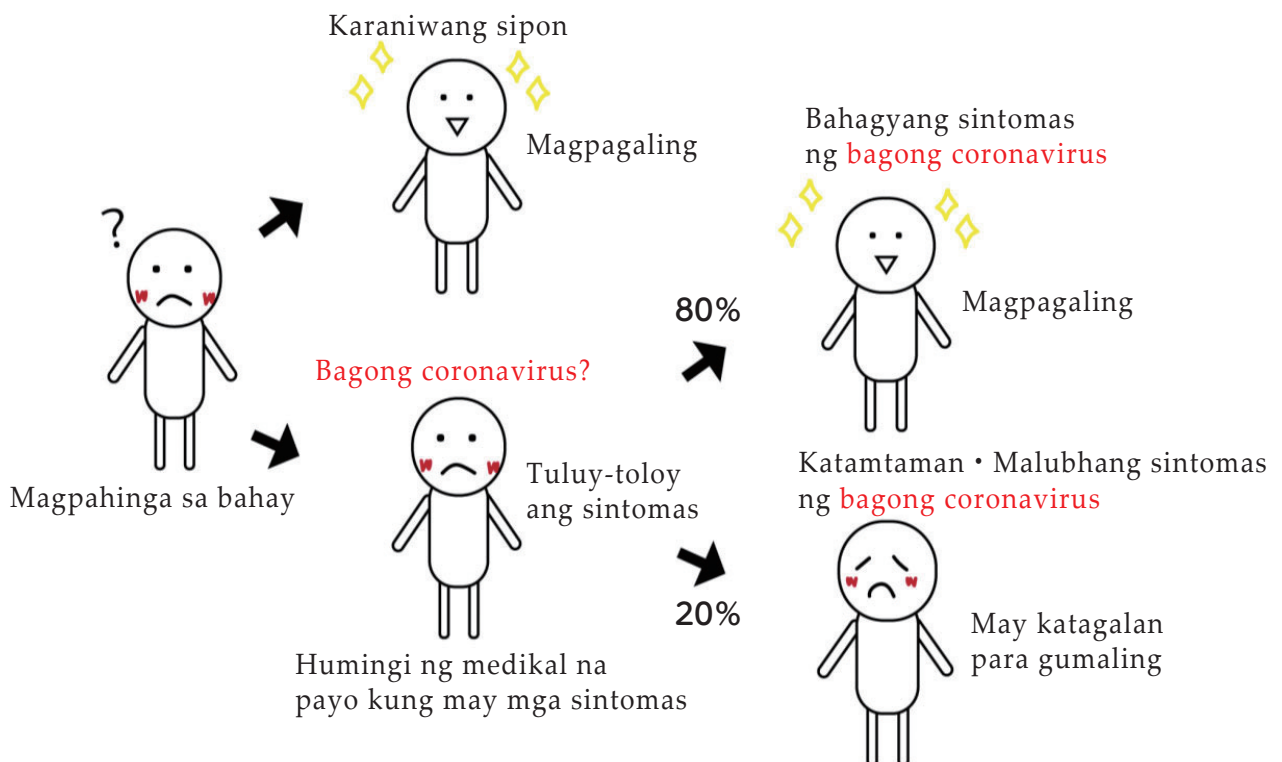 Karaniwang sipon
Magpagaling
?
Magpahinga sa bahay
Bagong coronavirus?
Tuluy-toloy
ang sintomas
Humingi ng medikal na
payo kung may mga sintomas
80%
Bahagyang sintomas
ng bagong coronavirus
Magpagaling
20%
Katamtaman・Malubhang sintomas
ng bagong coronavirus
May katagalan
para gumaling